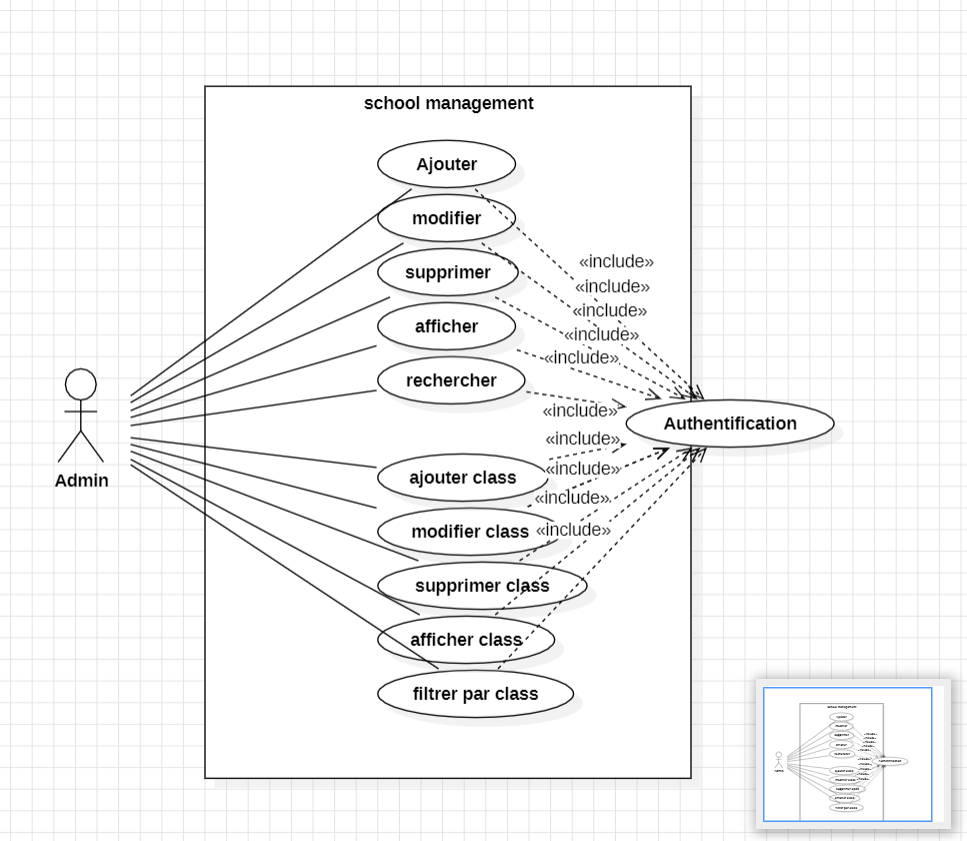 school management
Ajouter
modifier
supprimer
afficher
rechercher
«include»
«include»
«include»
«include»
«include»
«include»
Authentification
«include»
«include»
«include»
«include»
Admin
ajouter class
modifier class
supprimer class
afficher class
filtrer par class